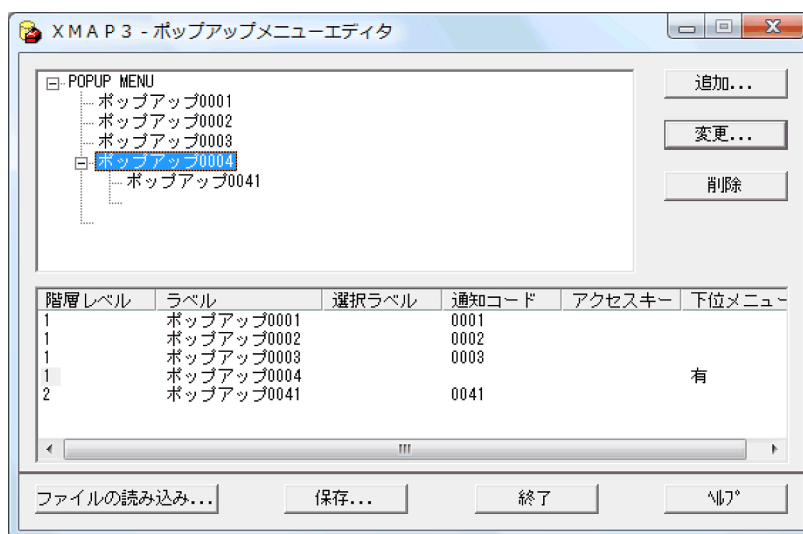 XMAP3 - ポップアップメニューエディタ
POPUP MENU
ポップアップ0001
ポップアップ0002
ポップアップ0003
ポップアップ0004
ポップアップ0041
追加...
変更...
削除
階層レベル ラベル 選択ラベル 通知コード アクセスキー 下位メニュー
1 ポップアップ0001 0001
1 ポップアップ0002 0002
1 ポップアップ0003 0003
1 ポップアップ0004 有
2 ポップアップ0041 0041
ファイルの読み込み... 保存... 終了 ﾍﾙﾌﾟ